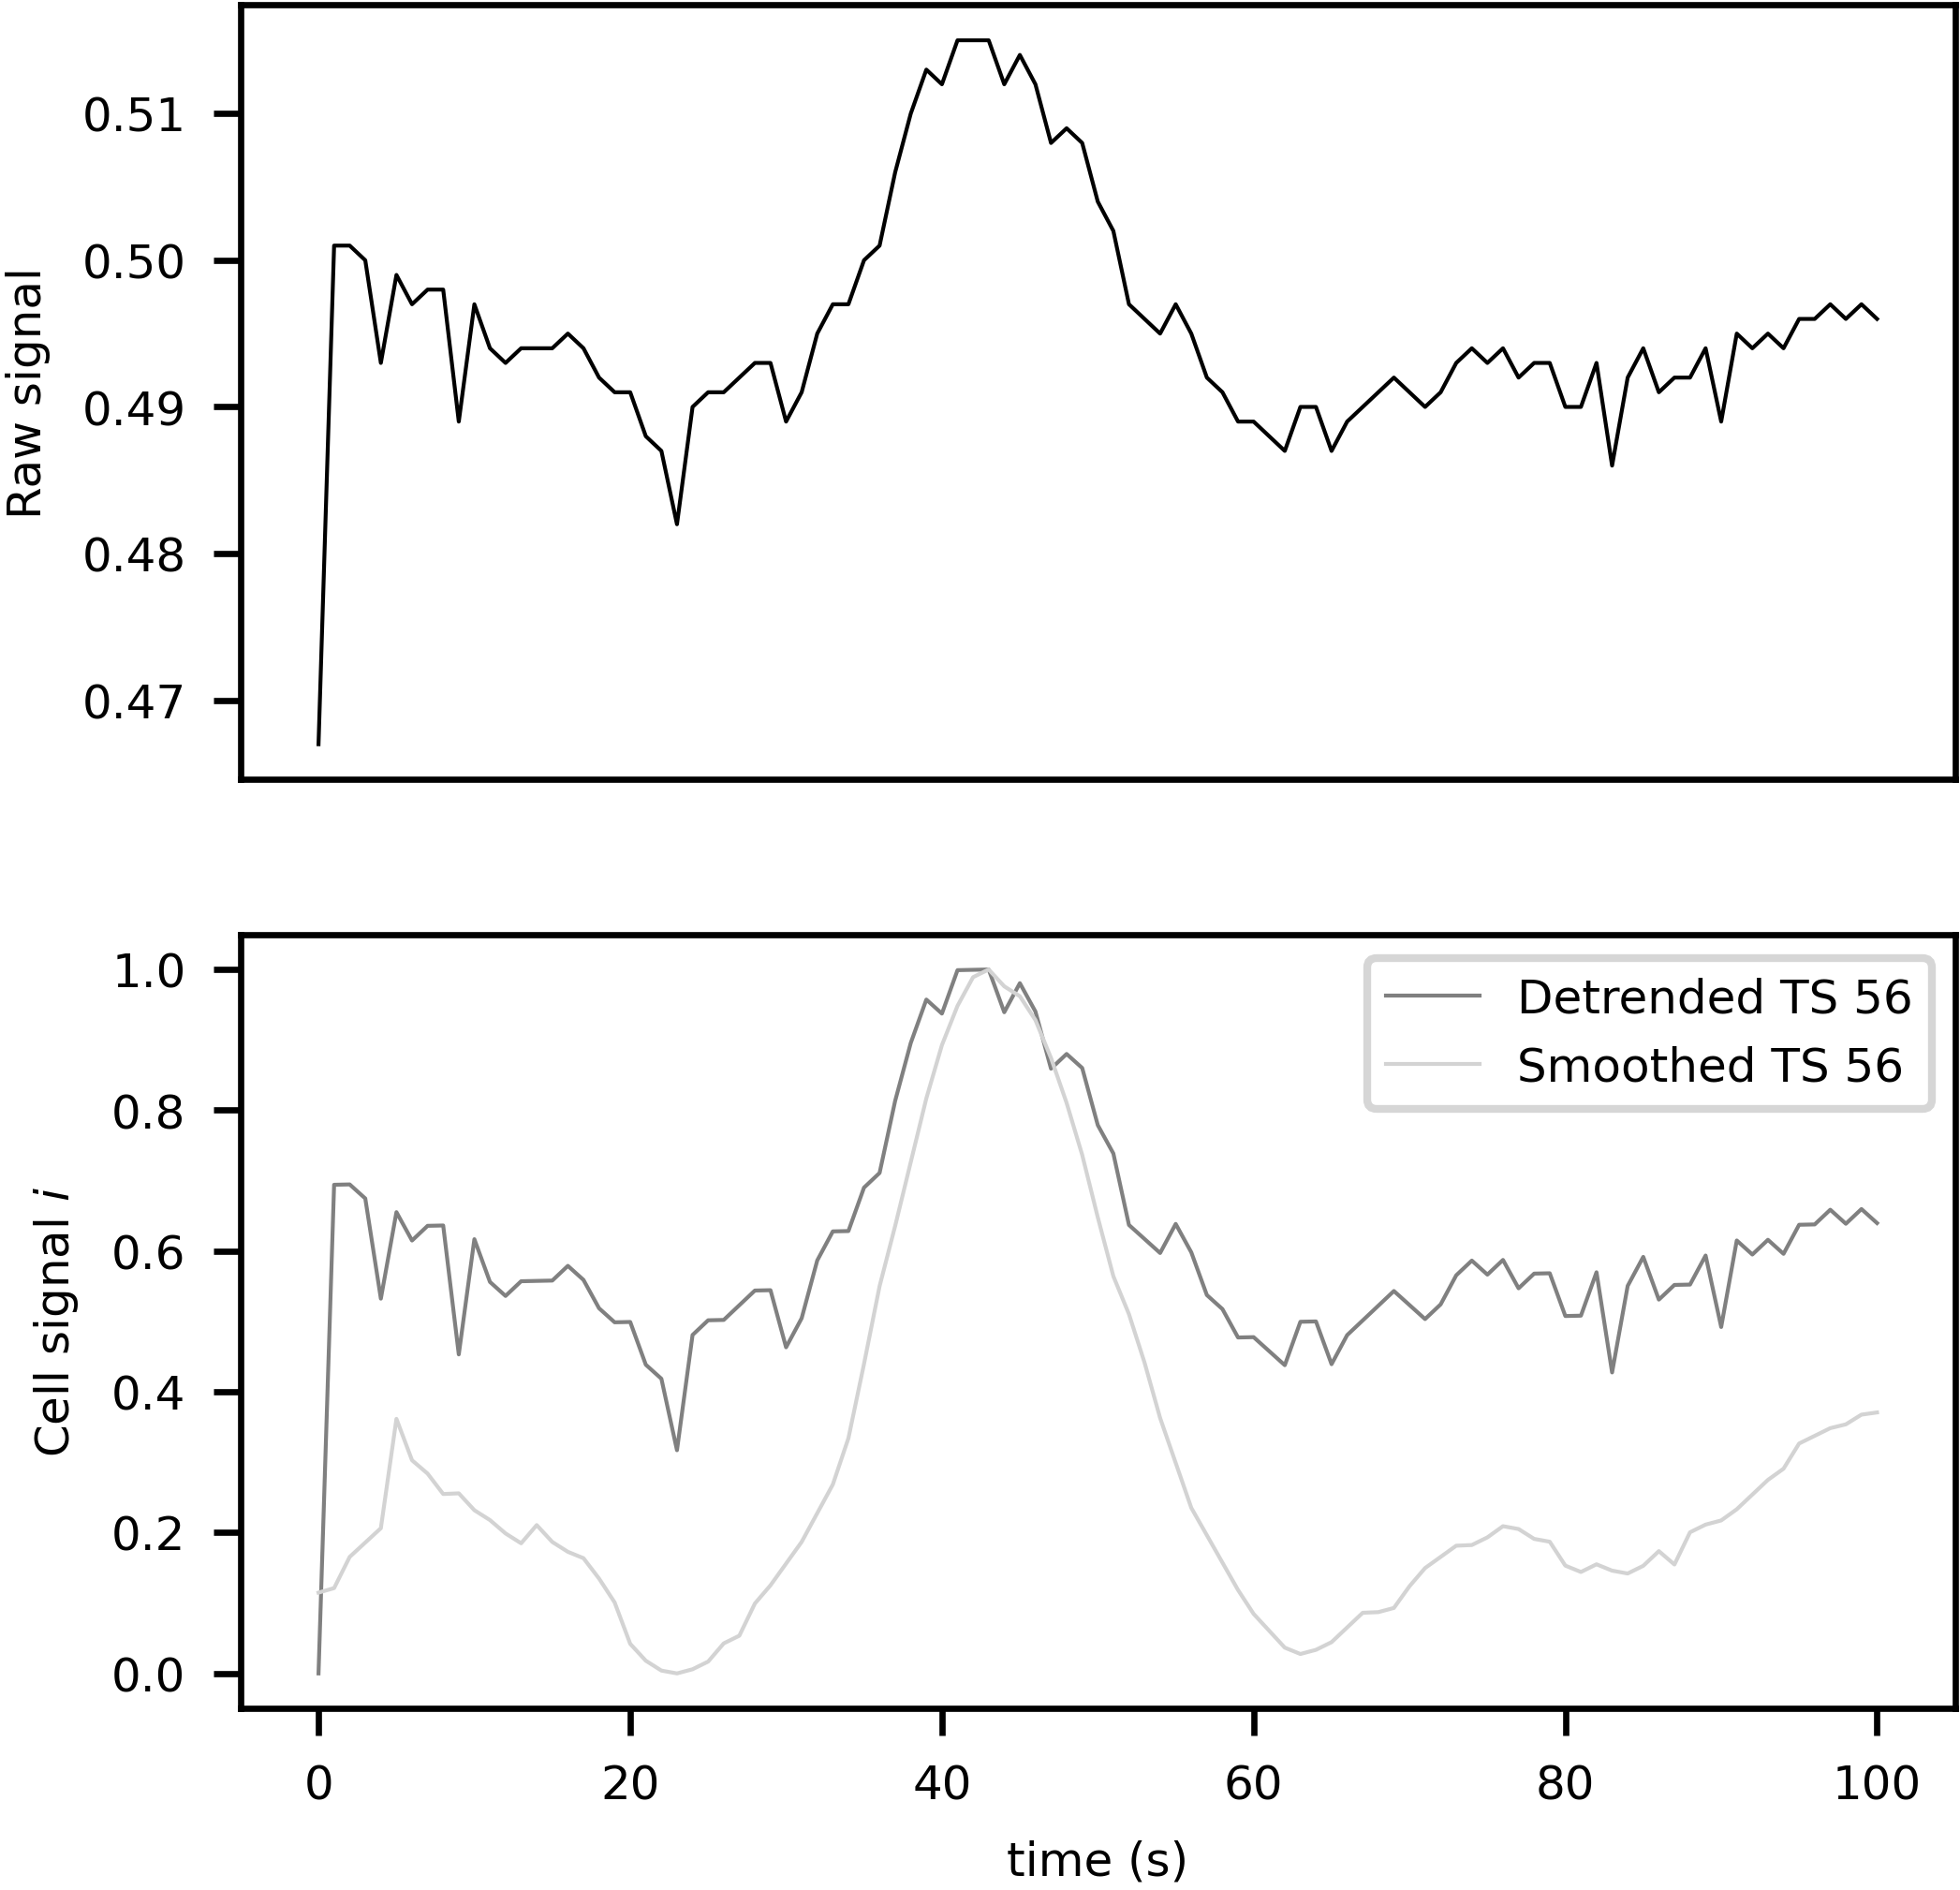 0.51
0.50
0.49
0.48
0.47
Raw signal
1.0
0.8
0.6
0.4
0.2
0.0
Cell signal i
Detrended TS 56
Smoothed TS 56
0 20 40 60 80 100
time (s)